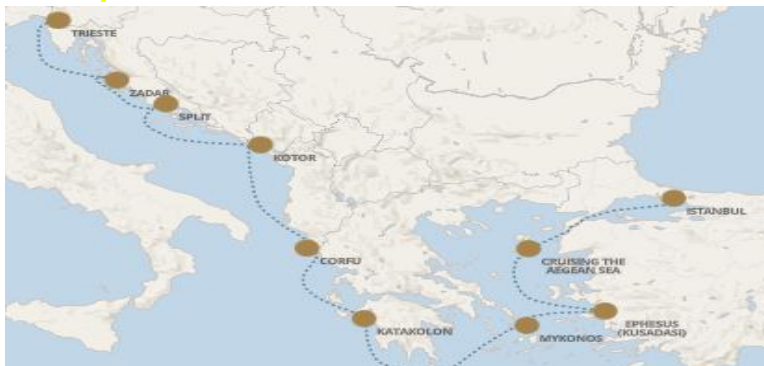 TRIESTE
ZADAR
SPLIT
KOTOR
ISTANBUL
CORFU
CRUISING THE
AEGEAN SEA
KATAKOLON
EPHESUS
(KUSADASI)
MYKONOS